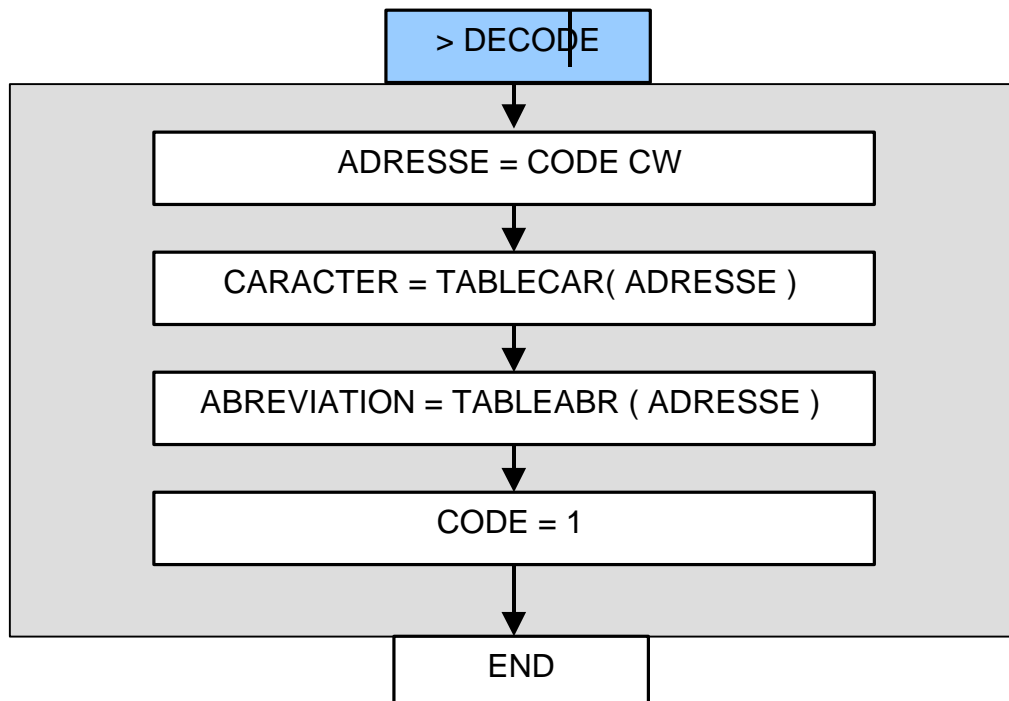 > DECODE
ADRESSE = CODE CW
CARACTER = TABLECAR( ADRESSE )
ABREVIATION = TABLEABR ( ADRESSE )
CODE = 1
END